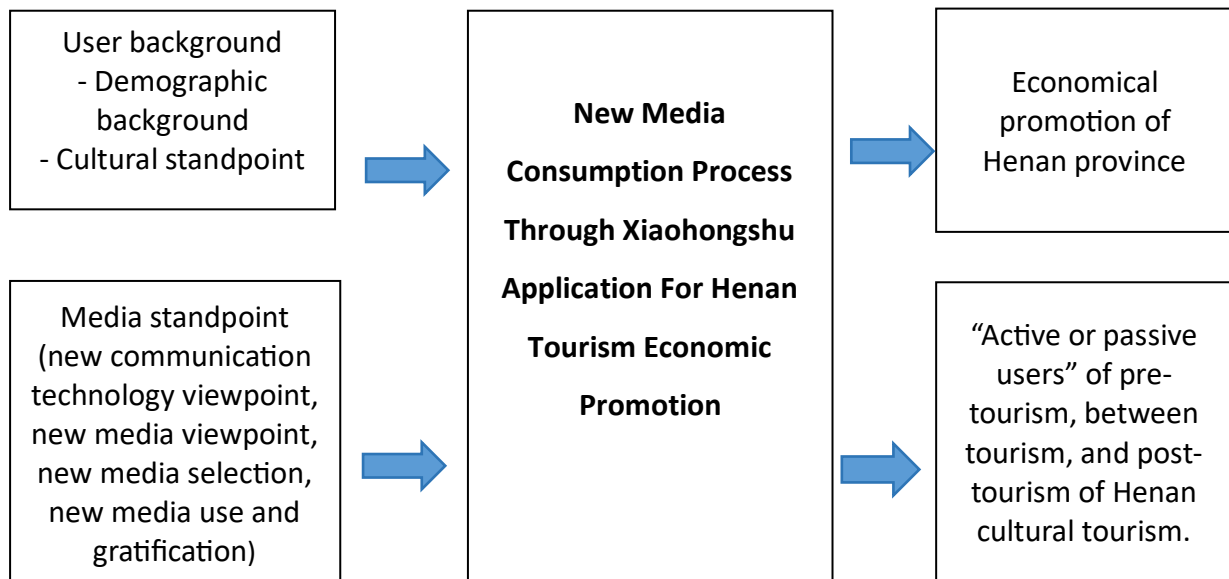 User background
- Demographic
background
- Cultural standpoint
Media standpoint
(new communication
technology viewpoint,
new media viewpoint,
new media selection,
new media use and
gratification)
New Media
Consumption Process
Through Xiaohongshu
Application For Henan
Tourism Economic
Promotion
Economical
promotion of
Henan province
“Active or passive
users” of pre-
tourism, between
tourism, and post-
tourism of Henan
cultural tourism.